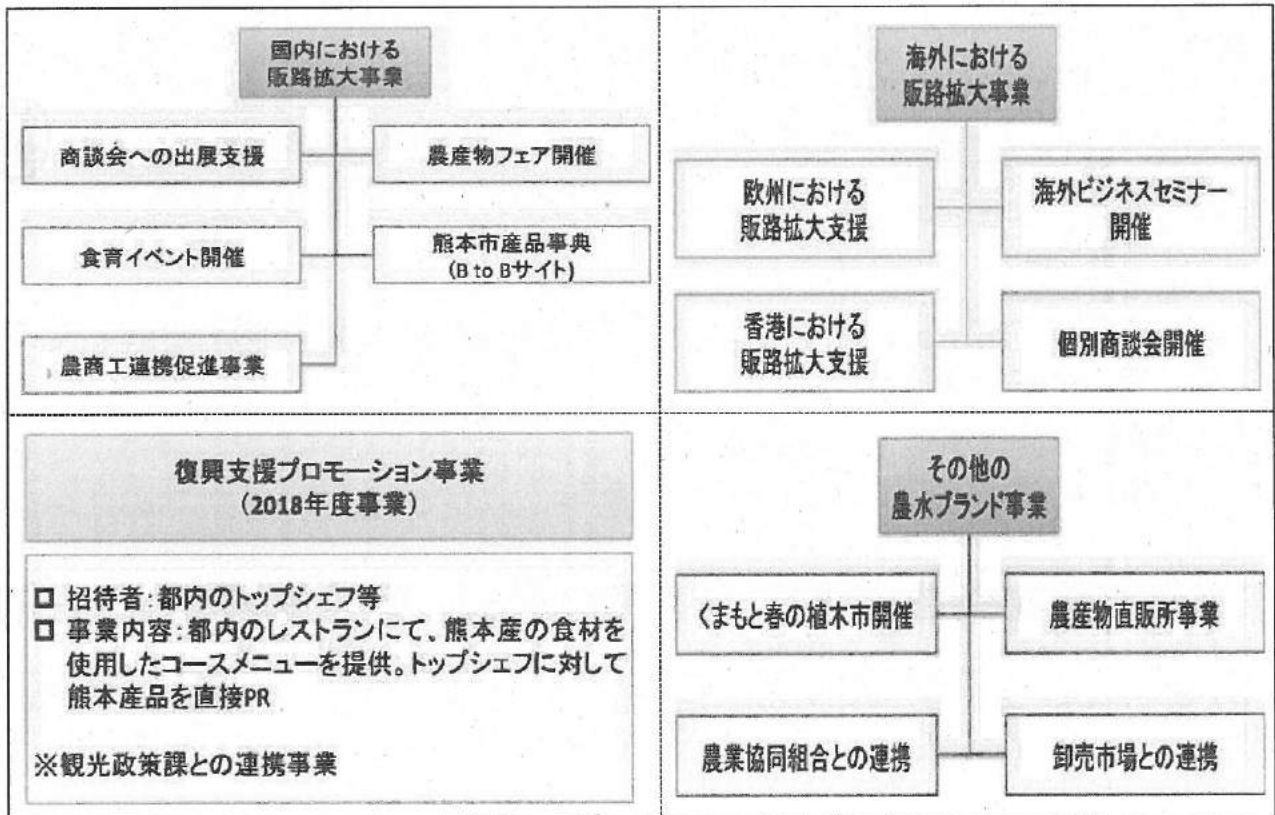 国内における
販路拡大事業
商談会への出展支援
農産物フェア開催
食育イベント開催
熊本市産品事典
(B to Bサイト)
農商工連携促進事業
海外における
販路拡大事業
欧州における
販路拡大支援
海外ビジネスセミナー
開催
香港における
販路拡大支援
個別商談会開催
復興支援プロモーション事業
(2018年度事業)
□ 招待者:都内のトップシェフ等
□ 事業内容:都内のレストランにて、熊本産の食材を
使用したコースメニューを提供。トップシェフに対して
熊本産品を直接PR
※観光政策課との連携事業
その他の
農水ブランド事業
くまもと春の植木市開催
農産物直販所事業
農業協同組合との連携
卸売市場との連携